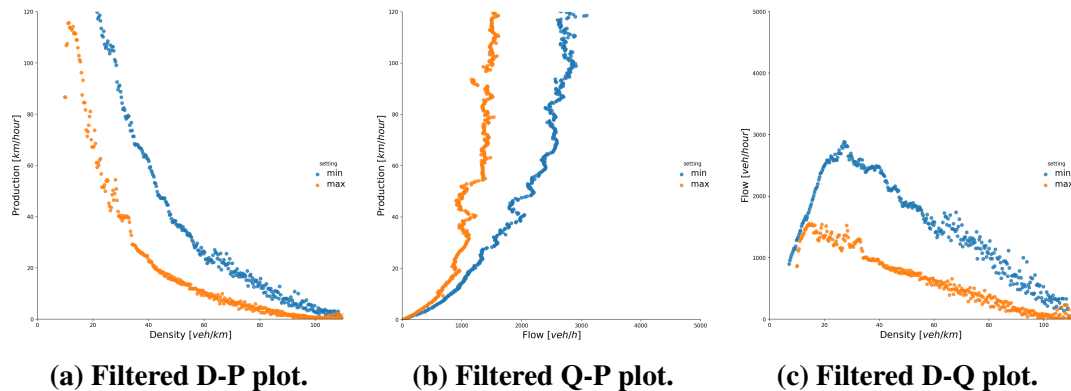 120
100
80
60
40
20
0
Production [km/hour]
0
20
40
60
80
100
Density [veh/km]
setting
min
max
(a) Filtered D-P plot.
120
100
80
60
40
20
0
Production [km/hour]
0
1000
2000
3000
4000
5000
Flow [veh/h]
setting
min
max
(b) Filtered Q-P plot.
5000
4000
3000
2000
1000
0
Flow [veh/hour]
0
20
40
60
80
100
Density [veh/km]
setting
min
max
(c) Filtered D-Q plot.